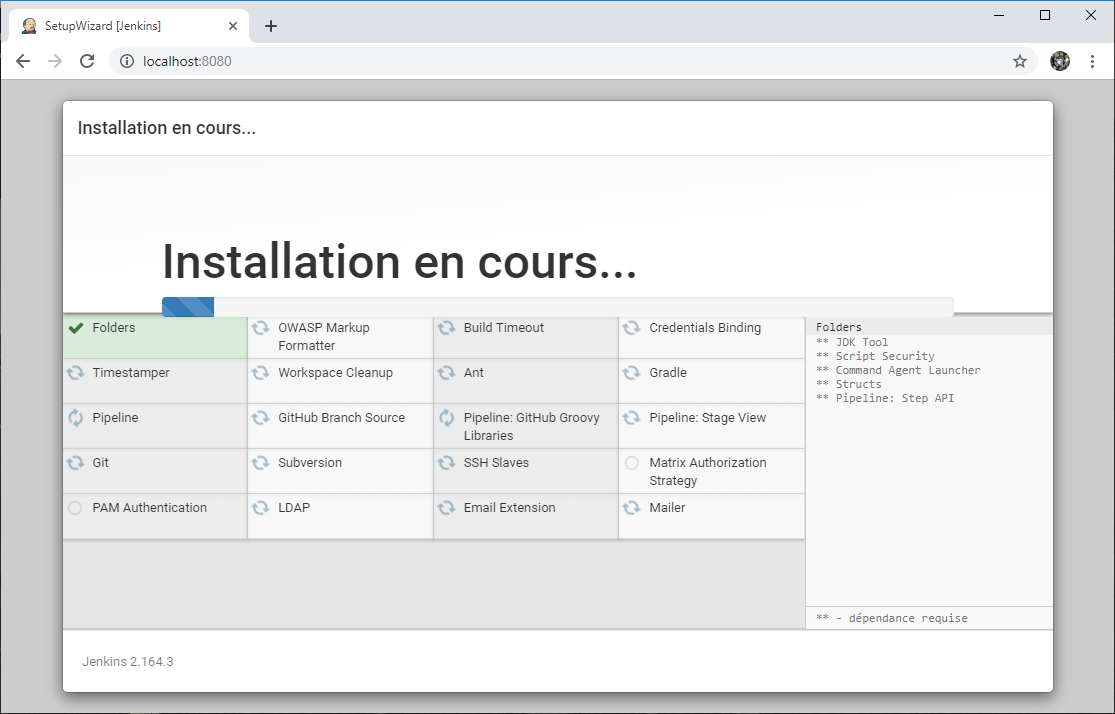 SetupWizard [Jenkins]
localhost:8080
Installation en cours...
Installation en cours...
Folders
OWASP Markup
Formatter
Build Timeout
Credentials Binding
Timestamper
Workspace Cleanup
Ant
Gradle
Pipeline
GitHub Branch Source
Pipeline: GitHub Groovy
Libraries
Pipeline: Stage View
Git
Subversion
SSH Slaves
Matrix Authorization
Strategy
PAM Authentication
LDAP
Email Extension
Mailer
Folders
** JDK Tool
** Script Security
** Command Agent Launcher
** Structs
** Pipeline: Step API
** - dépendance requise
Jenkins 2.164.3